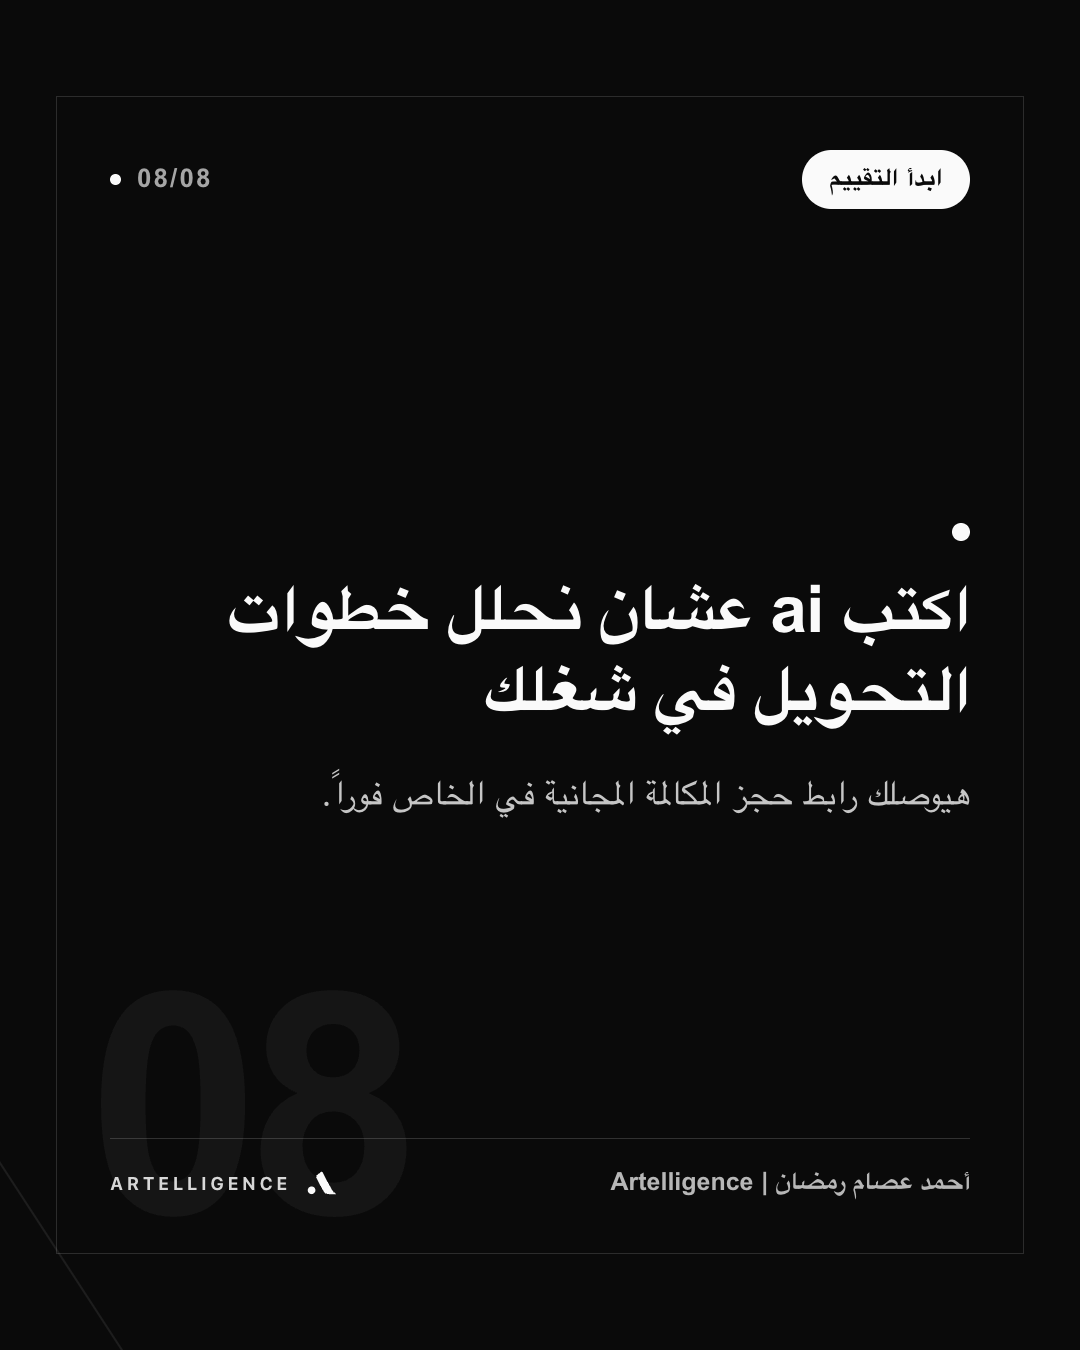 ابدأ التقييم
08/08
اكتب ai عشان نحلل خطوات
التحويل في شغلك
هيوصلك رابط حجز المكالمة المجانية في الخاص فوراً.
08
أحمد عصام رمضان | Artelligence
ARTELLIGENCE